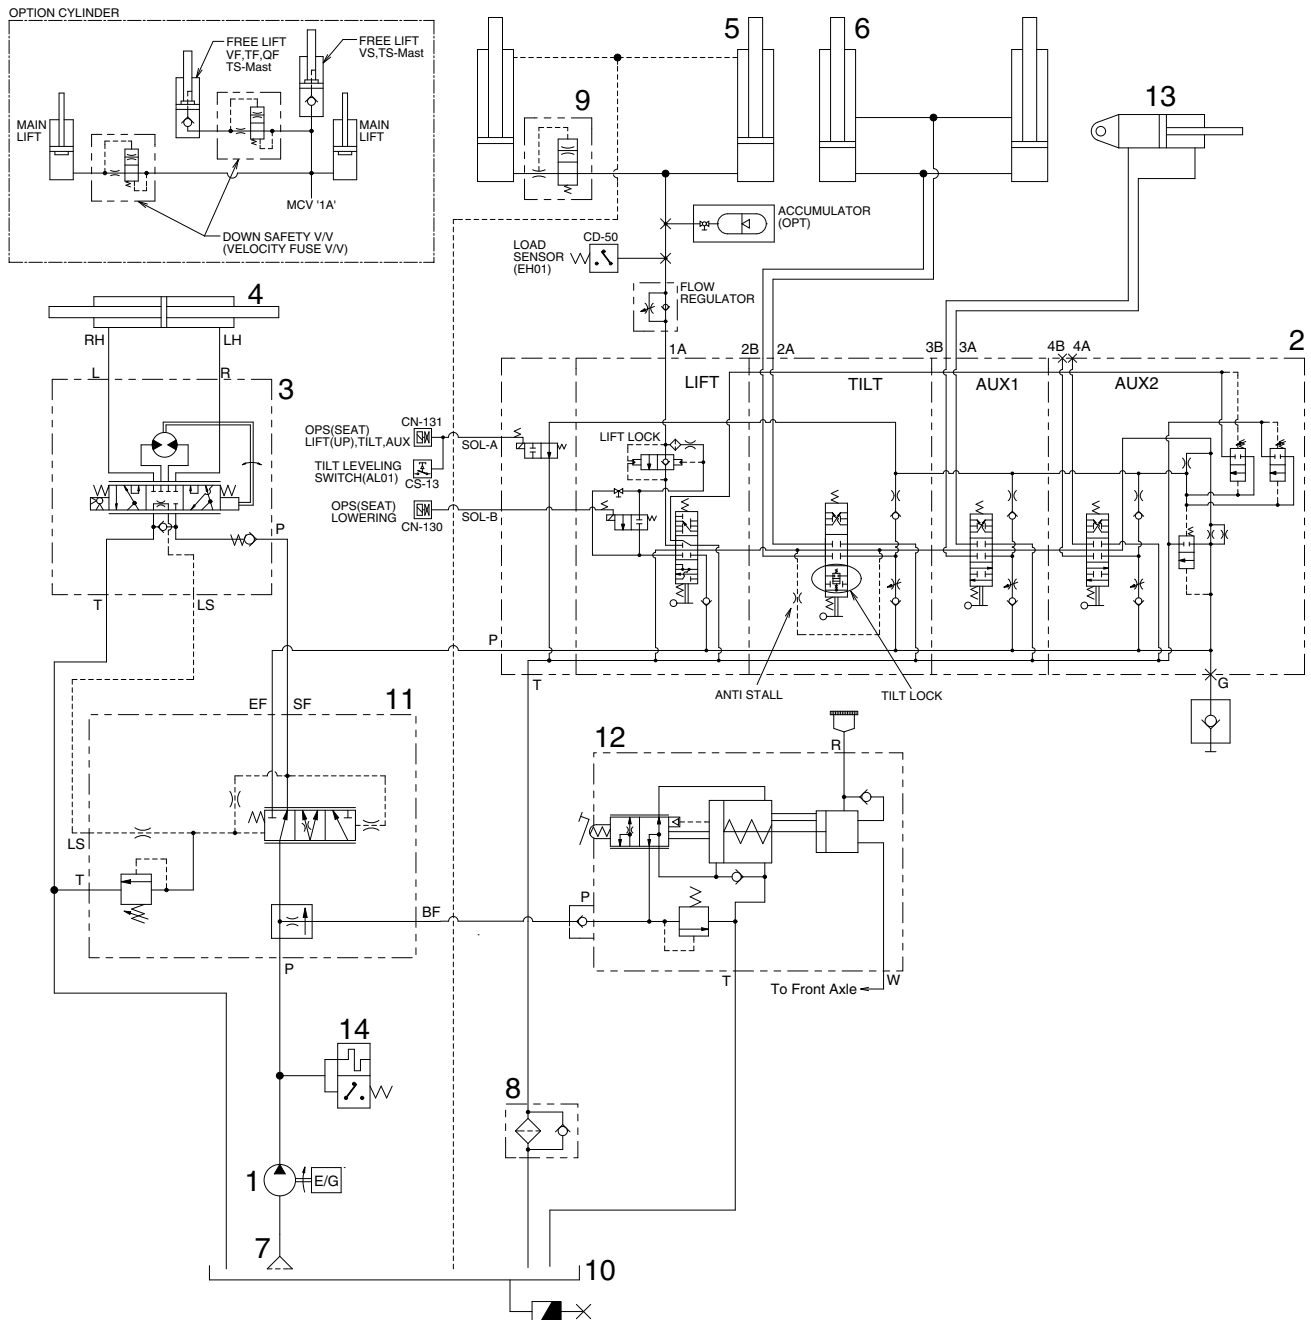 OPTION CYLINDER
FREE LIFT
VF,TF,QF
TS-Mast
FREE LIFT
VS,TS-Mast
MAIN
LIFT
MAIN
LIFT
MCV '1A'
DOWN SAFETY V/V
(VELOCITY FUSE V/V)
5
6
9
13
ACCUMULATOR
(OPT)
CD-50
LOAD
SENSOR
(EH01)
FLOW
REGULATOR
4
RH
LH
L
R
3
P
T
LS
1A
2B
2A
3B
3A
4B
4A
2
LIFT
TILT
AUX1
AUX2
OPS(SEAT)
LIFT(UP),TILT,AUX
CN-131
SOL-A
TILT LEVELING
SWITCH(AL01)
CS-13
OPS(SEAT)
LOWERING
CN-130
SOL-B
LIFT LOCK
P
T
ANTI STALL
TILT LOCK
G
EF
SF
11
LS
T
BF
P
12
R
P
T
W
To Front Axle
14
8
1
E/G
7
10